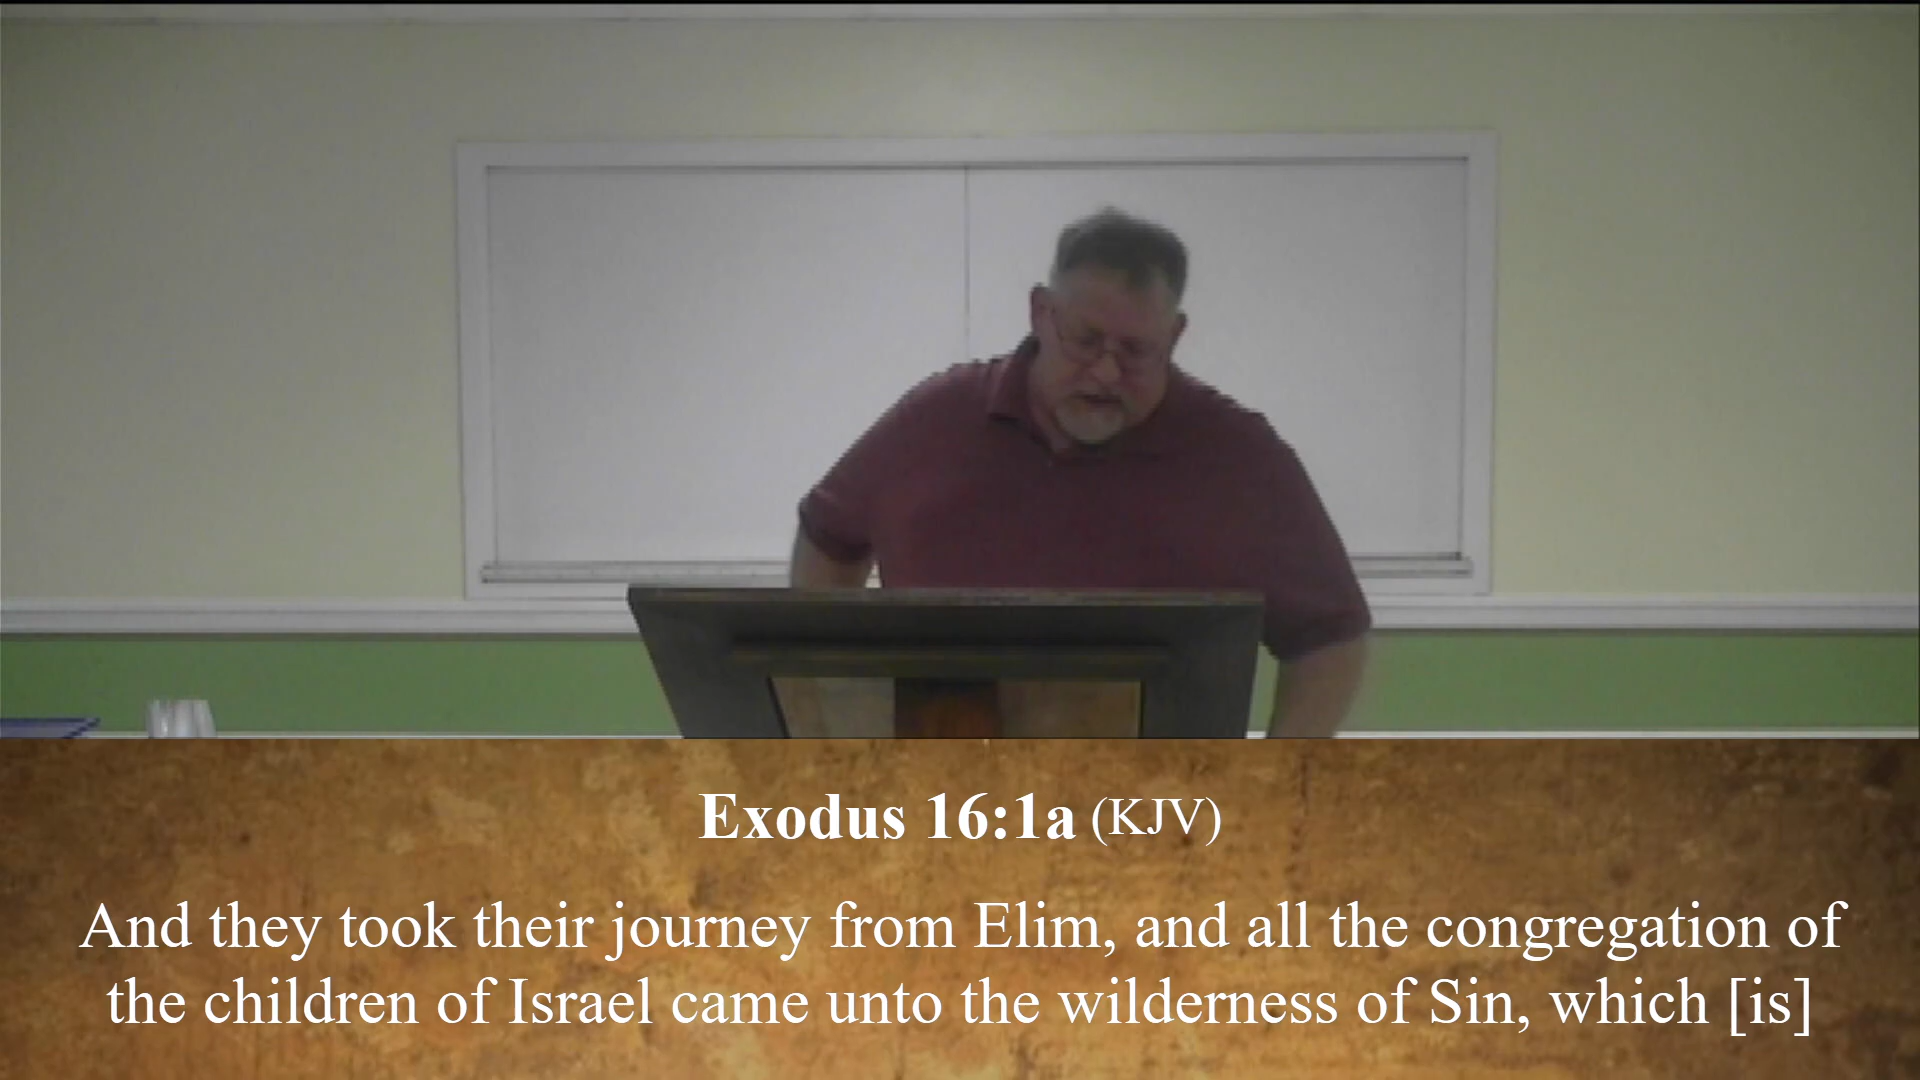 Exodus 16:1a (KJV)
And they took their journey from Elim, and all the congregation of
the children of Israel came unto the wilderness of Sin, which [is]